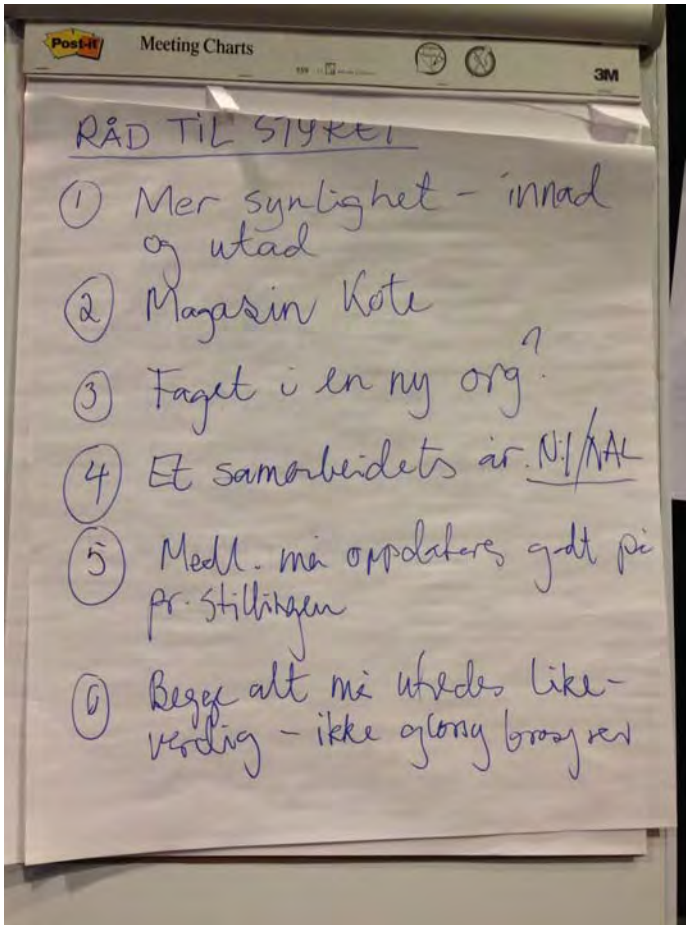 Post-it
Meeting Charts
3M
RÅD TIL STYRET
① Mer synlighet - innad
og utad
② Magasin Kote
③ Faget i en ny org?
④ Et samarbeidets år. NIL/NAL
⑤ Medl. må oppdateres godt på
pr. stillingen
⑥ Begge alt må utredes like-
verdig - ikke glossy brosjyrer